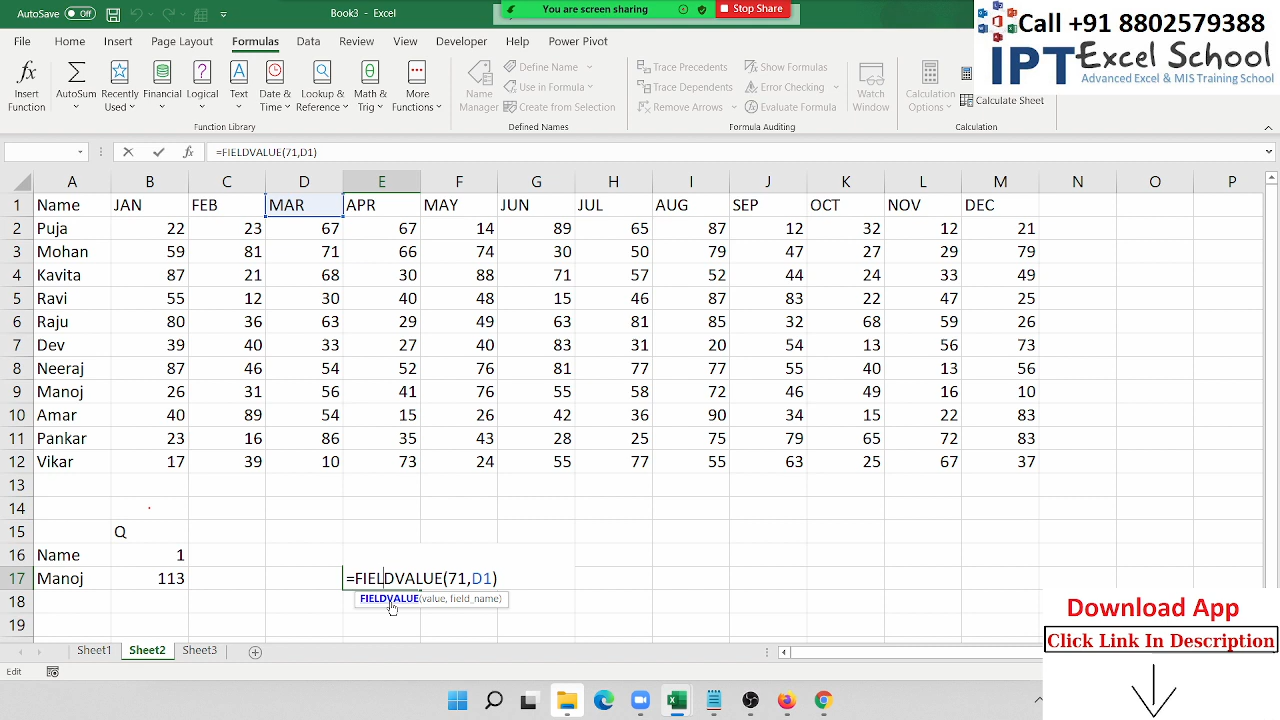 AutoSave Off
Book3 - Excel
You are screen sharing
Stop Share
Call +91 8802579388
IPT Excel School
Advanced Excel & MIS Training School
File Home Insert Page Layout Formulas Data Review View Developer Help Power Pivot
Insert Function
AutoSum
Recently Used
Financial
Logical
Text
Date & Time
Lookup & Reference
Math & Trig
More Functions
Function Library
Name Manager
Define Name
Use in Formula
Create from Selection
Defined Names
Trace Precedents
Trace Dependents
Remove Arrows
Show Formulas
Error Checking
Evaluate Formula
Formula Auditing
Watch Window
Calculation Options
Calculate Sheet
Calculation
fx =FIELDVALUE(71,D1)
A B C D E F G H I J K L M N O P
1 Name JAN FEB MAR APR MAY JUN JUL AUG SEP OCT NOV DEC
2 Puja 22 23 67 67 14 89 65 87 12 32 12 21
3 Mohan 59 81 71 66 74 30 50 79 47 27 29 79
4 Kavita 87 21 68 30 88 71 57 52 44 24 33 49
5 Ravi 55 12 30 40 48 15 46 87 83 22 47 25
6 Raju 80 36 63 29 49 63 81 85 32 68 59 26
7 Dev 39 40 33 27 40 83 31 20 54 13 56 73
8 Neeraj 87 46 54 52 76 81 77 77 55 40 13 56
9 Manoj 26 31 56 41 76 55 58 72 46 49 16 10
10 Amar 40 89 54 15 26 42 36 90 34 15 22 83
11 Pankar 23 16 86 35 43 28 25 75 79 65 72 83
12 Vikar 17 39 10 73 24 55 77 55 63 25 67 37
13
14
15 Q
16 Name 1
17 Manoj 113 =FIELDVALUE(71,D1)
18 FIELDVALUE(value, field_name)
19
Download App
Click Link In Description
Sheet1 Sheet2 Sheet3
Edit